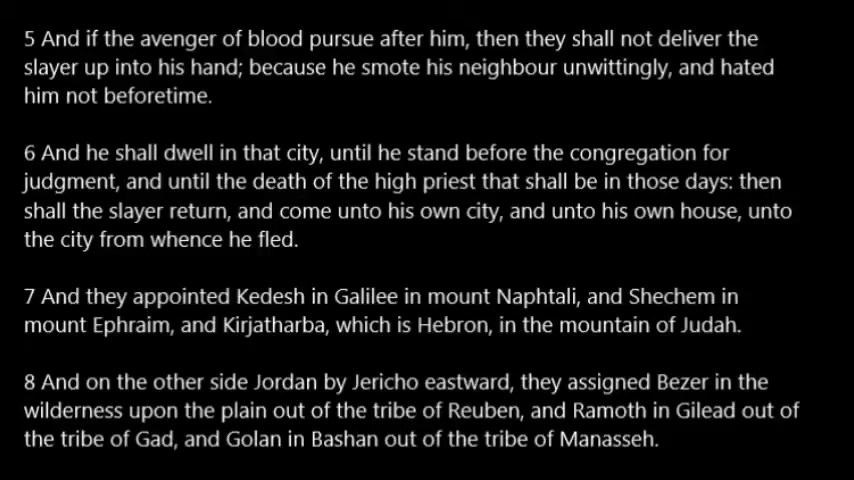 5 And if the avenger of blood pursue after him, then they shall not deliver the
slayer up into his hand; because he smote his neighbour unwittingly, and hated
him not beforetime.
6 And he shall dwell in that city, until he stand before the congregation for
judgment, and until the death of the high priest that shall be in those days: then
shall the slayer return, and come unto his own city, and unto his own house, unto
the city from whence he fled.
7 And they appointed Kedesh in Galilee in mount Naphtali, and Shechem in
mount Ephraim, and Kirjatharba, which is Hebron, in the mountain of Judah.
8 And on the other side Jordan by Jericho eastward, they assigned Bezer in the
wilderness upon the plain out of the tribe of Reuben, and Ramoth in Gilead out of
the tribe of Gad, and Golan in Bashan out of the tribe of Manasseh.